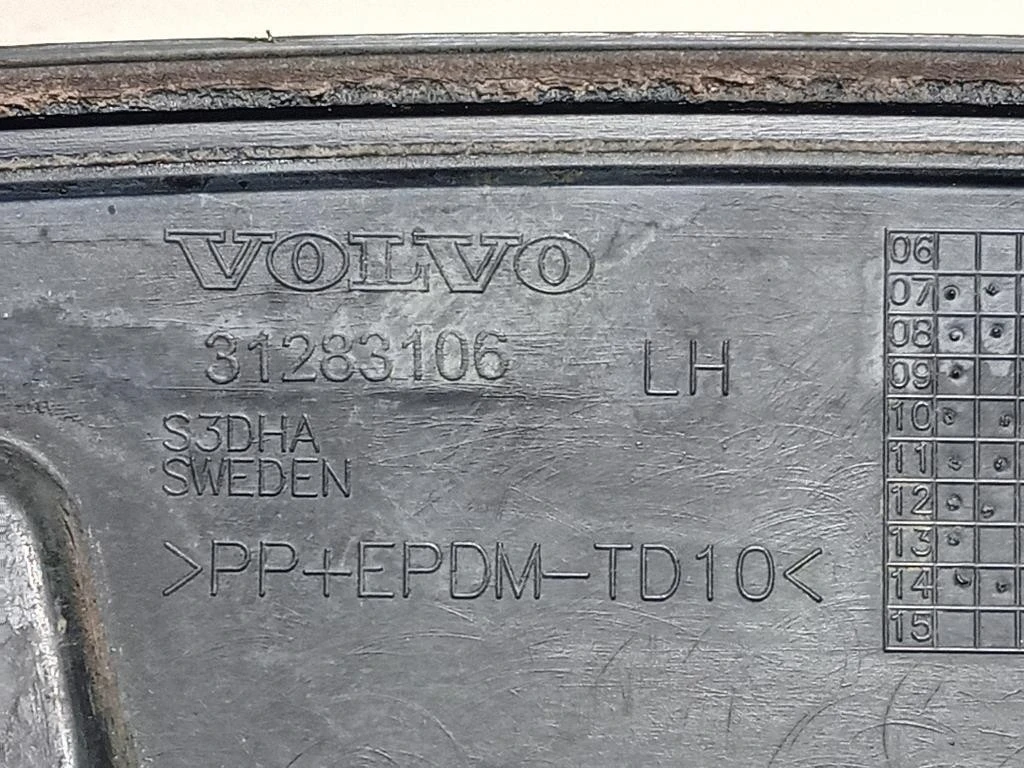 VOLVO
31283106 LH
S3DHA
SWEDEN
>PP+EPDM-TD10<
06
07
08
09
10
11
12
13
14
15